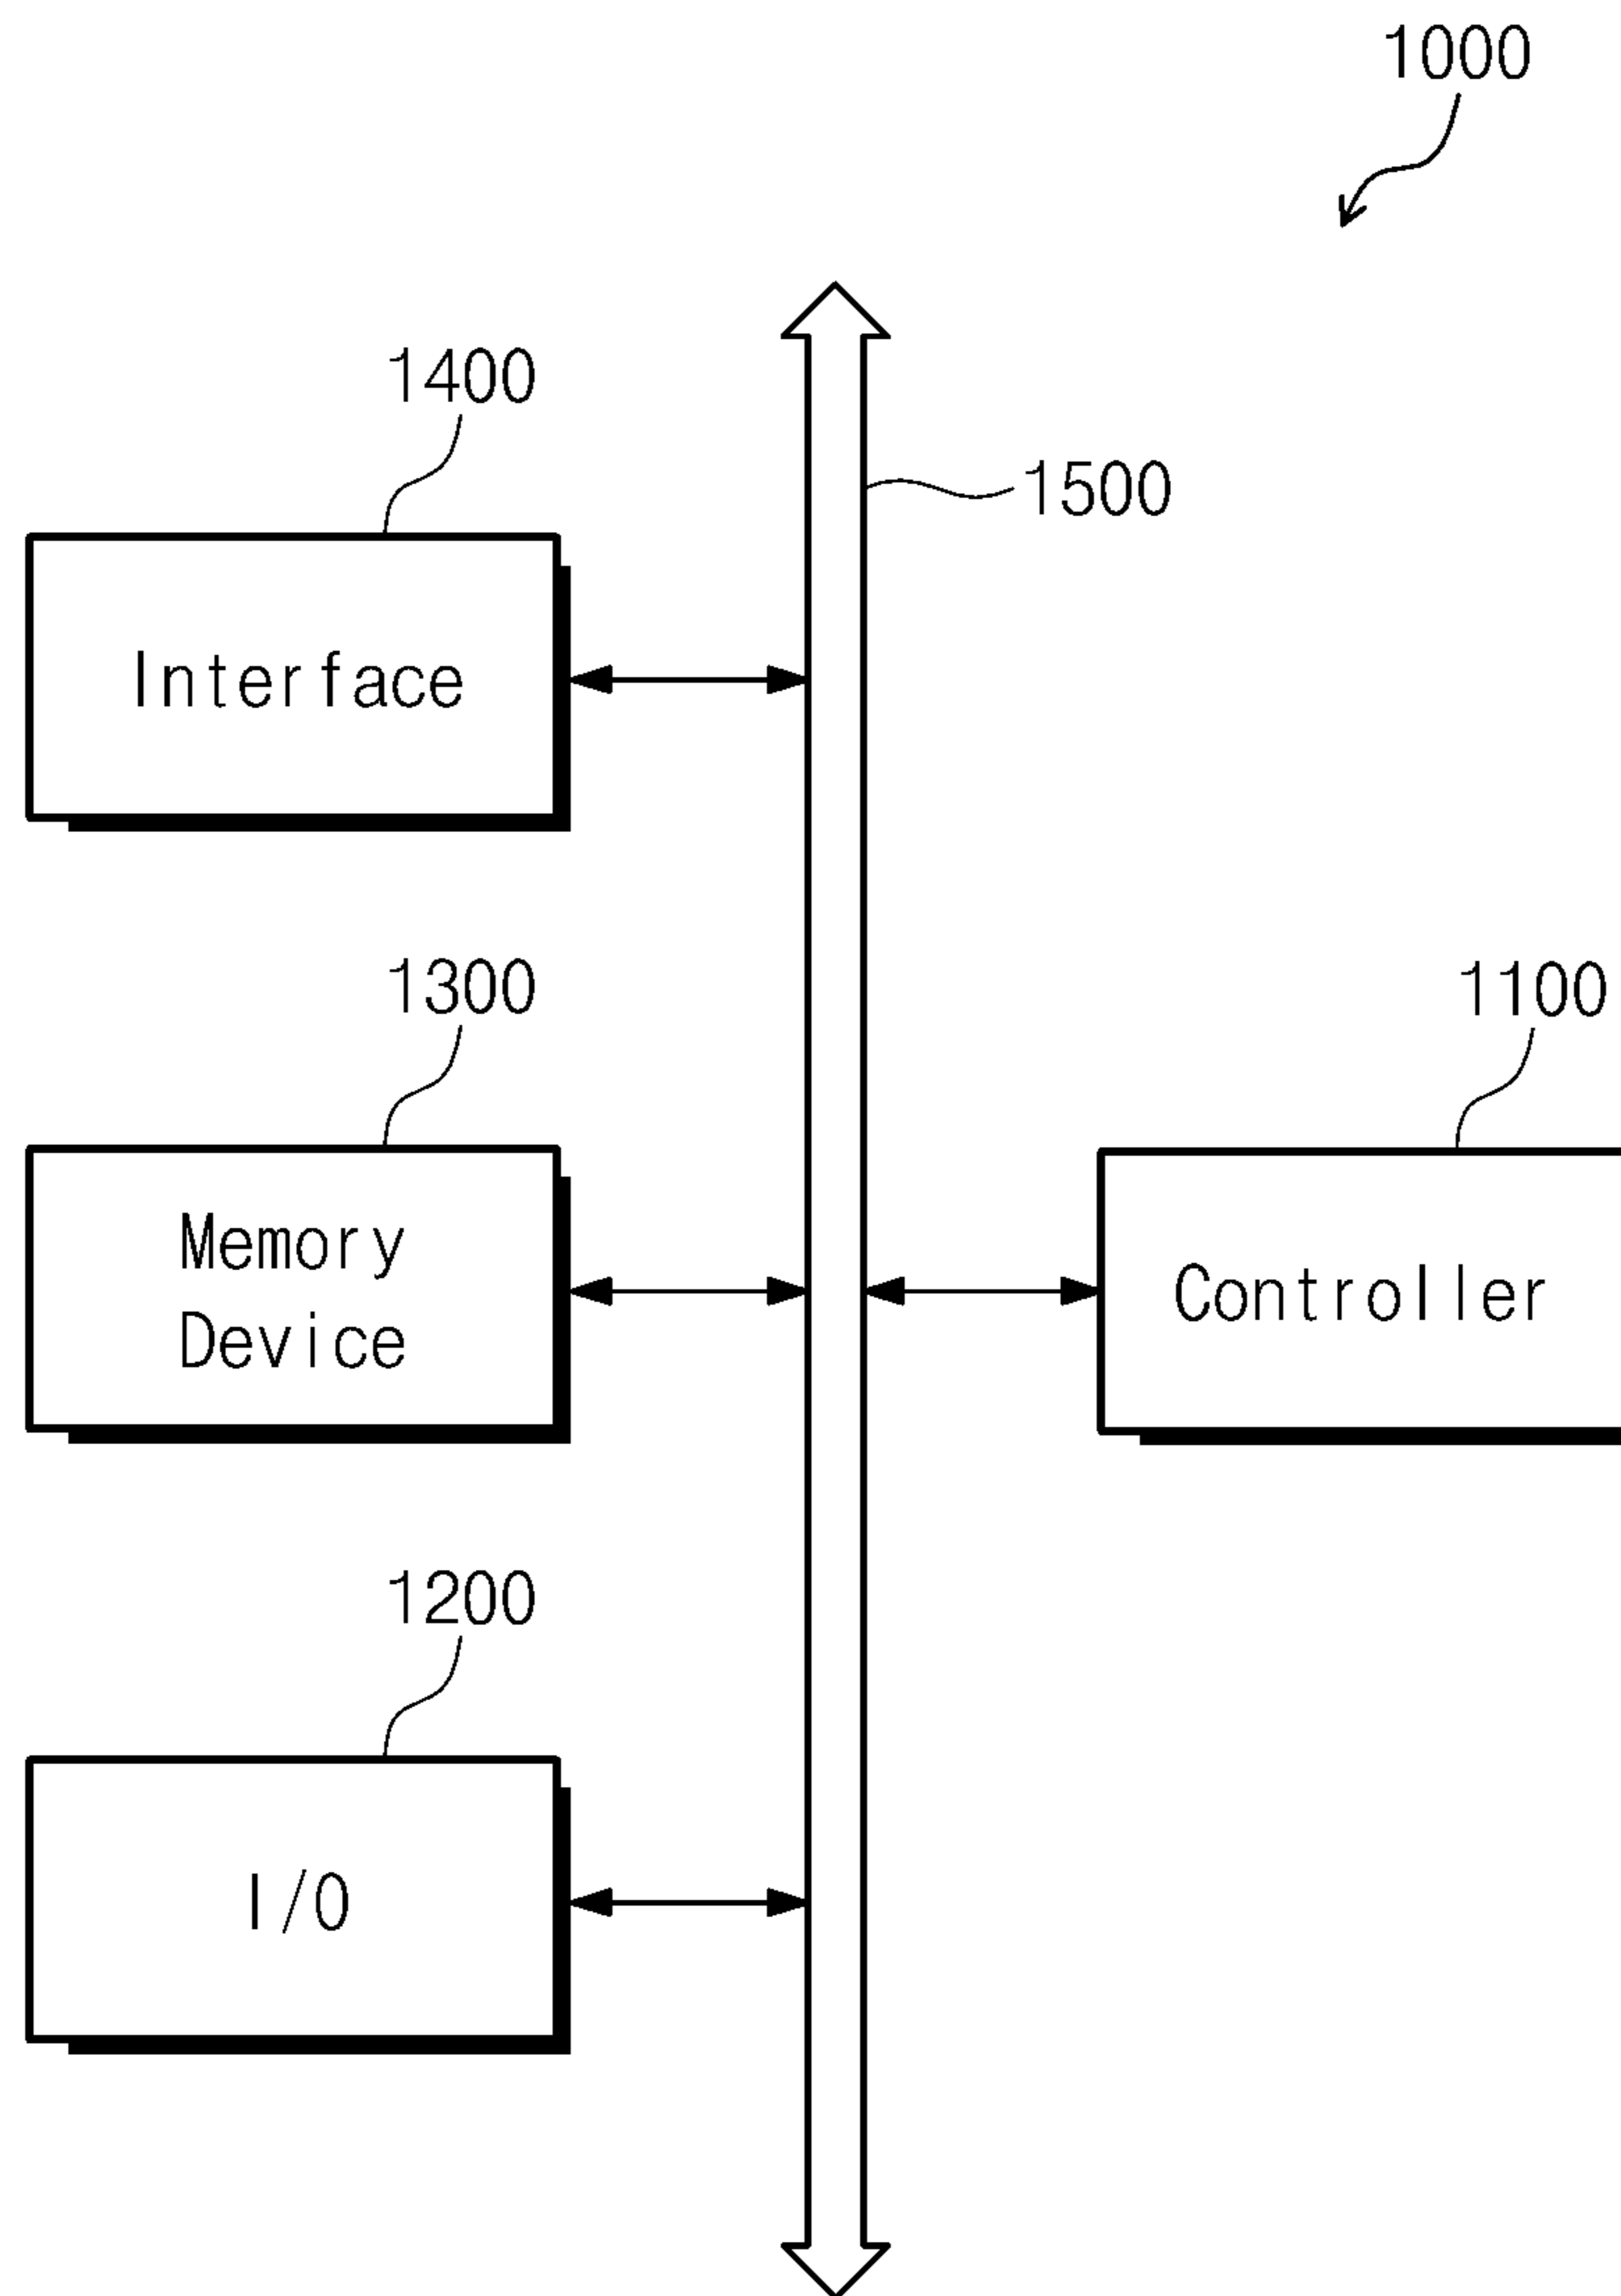 1000
1400
1500
Interface
1300
1100
Memory
Device
Controller
1200
I/O